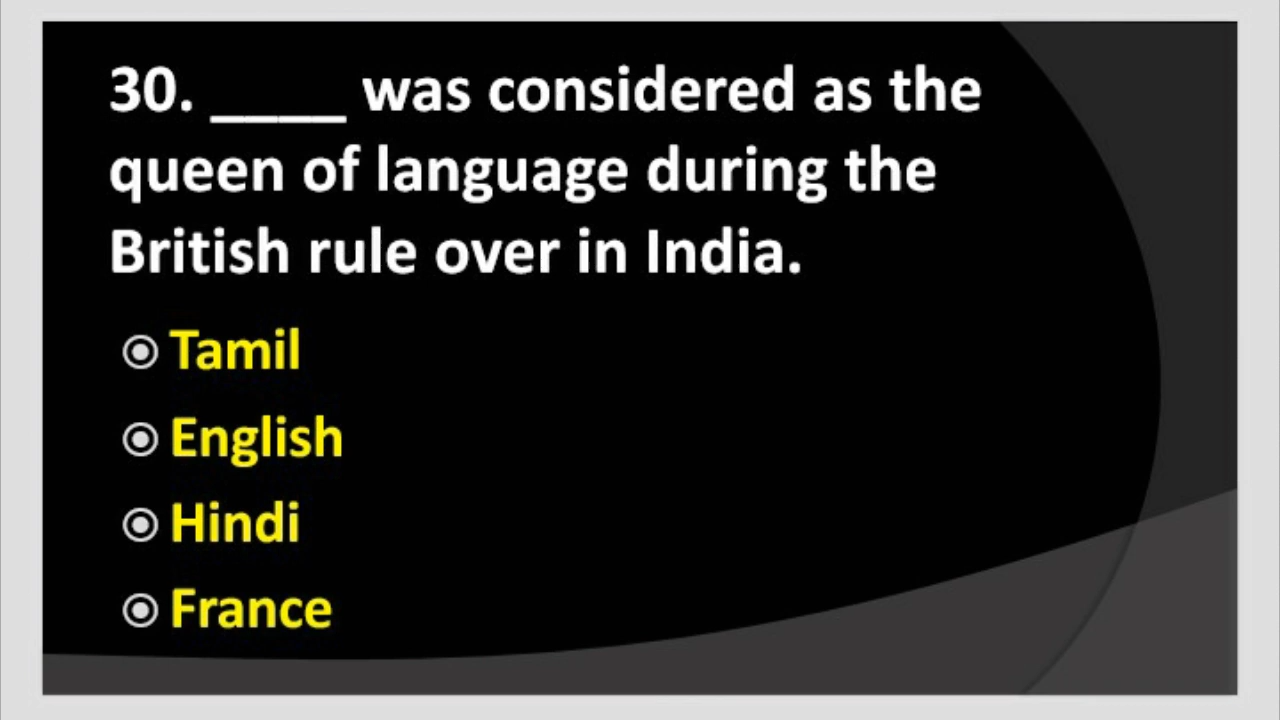 30. ____ was considered as the
queen of language during the
British rule over in India.
Tamil
English
Hindi
France